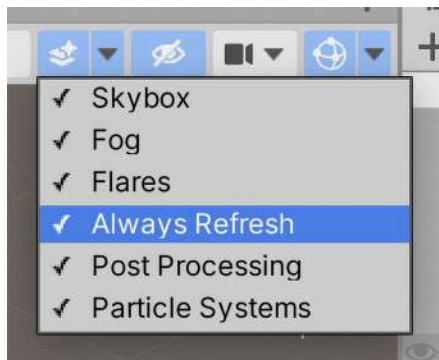 Skybox
Fog
Flares
Always Refresh
Post Processing
Particle Systems